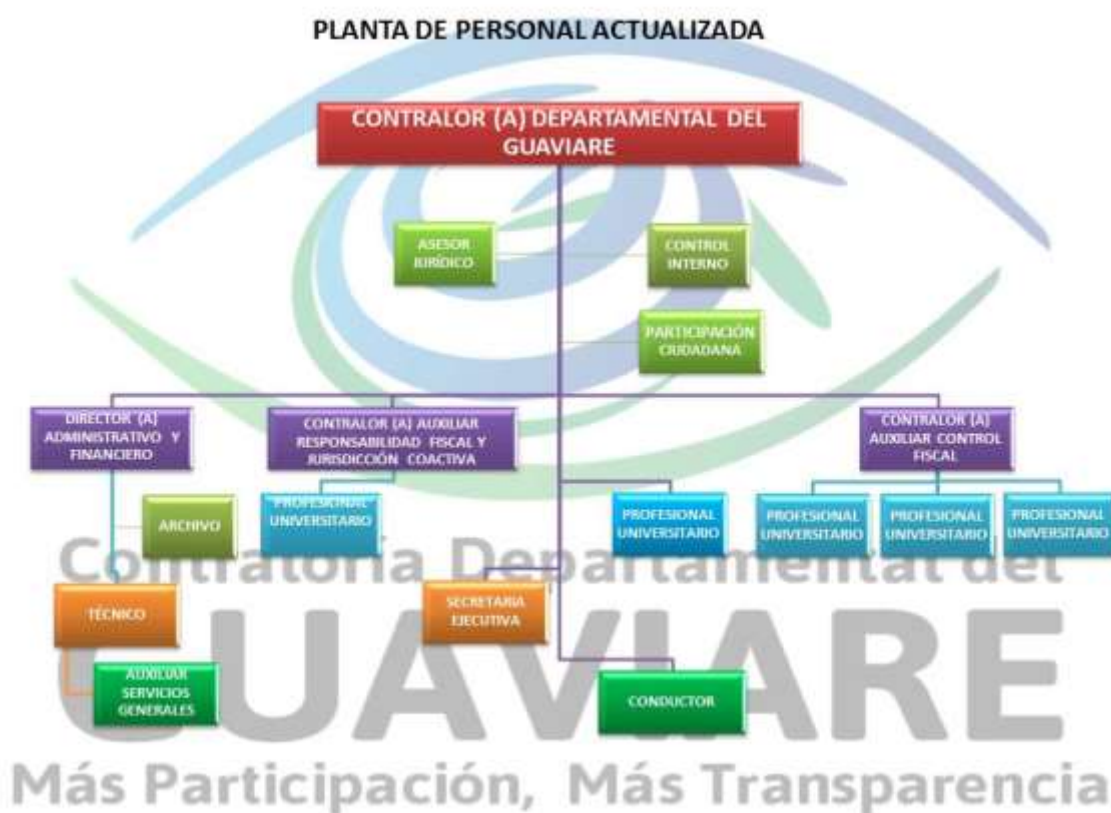 PLANTA DE PERSONAL ACTUALIZADA
CONTRALOR (A) DEPARTAMENTAL DEL
GUAVIARE
ASESOR
JURÍDICO
CONTROL
INTERNO
PARTICIPACIÓN
CIUDADANA
DIRECTOR (A)
ADMINISTRATIVO Y
FINANCIERO
CONTRALOR (A) AUXILIAR
RESPONSABILIDAD FISCAL Y
JURISDICCIÓN COACTIVA
CONTRALOR (A)
AUXILIAR CONTROL
FISCAL
ARCHIVO
PROFESIONAL
UNIVERSITARIO
PROFESIONAL
UNIVERSITARIO
PROFESIONAL
UNIVERSITARIO
PROFESIONAL
UNIVERSITARIO
PROFESIONAL
UNIVERSITARIO
Contraloría Departamental del
TÉCNICO
SECRETARIA
EJECUTIVA
GUAVIARE
AUXILIAR
SERVICIOS
GENERALES
CONDUCTOR
Más Participación, Más Transparencia